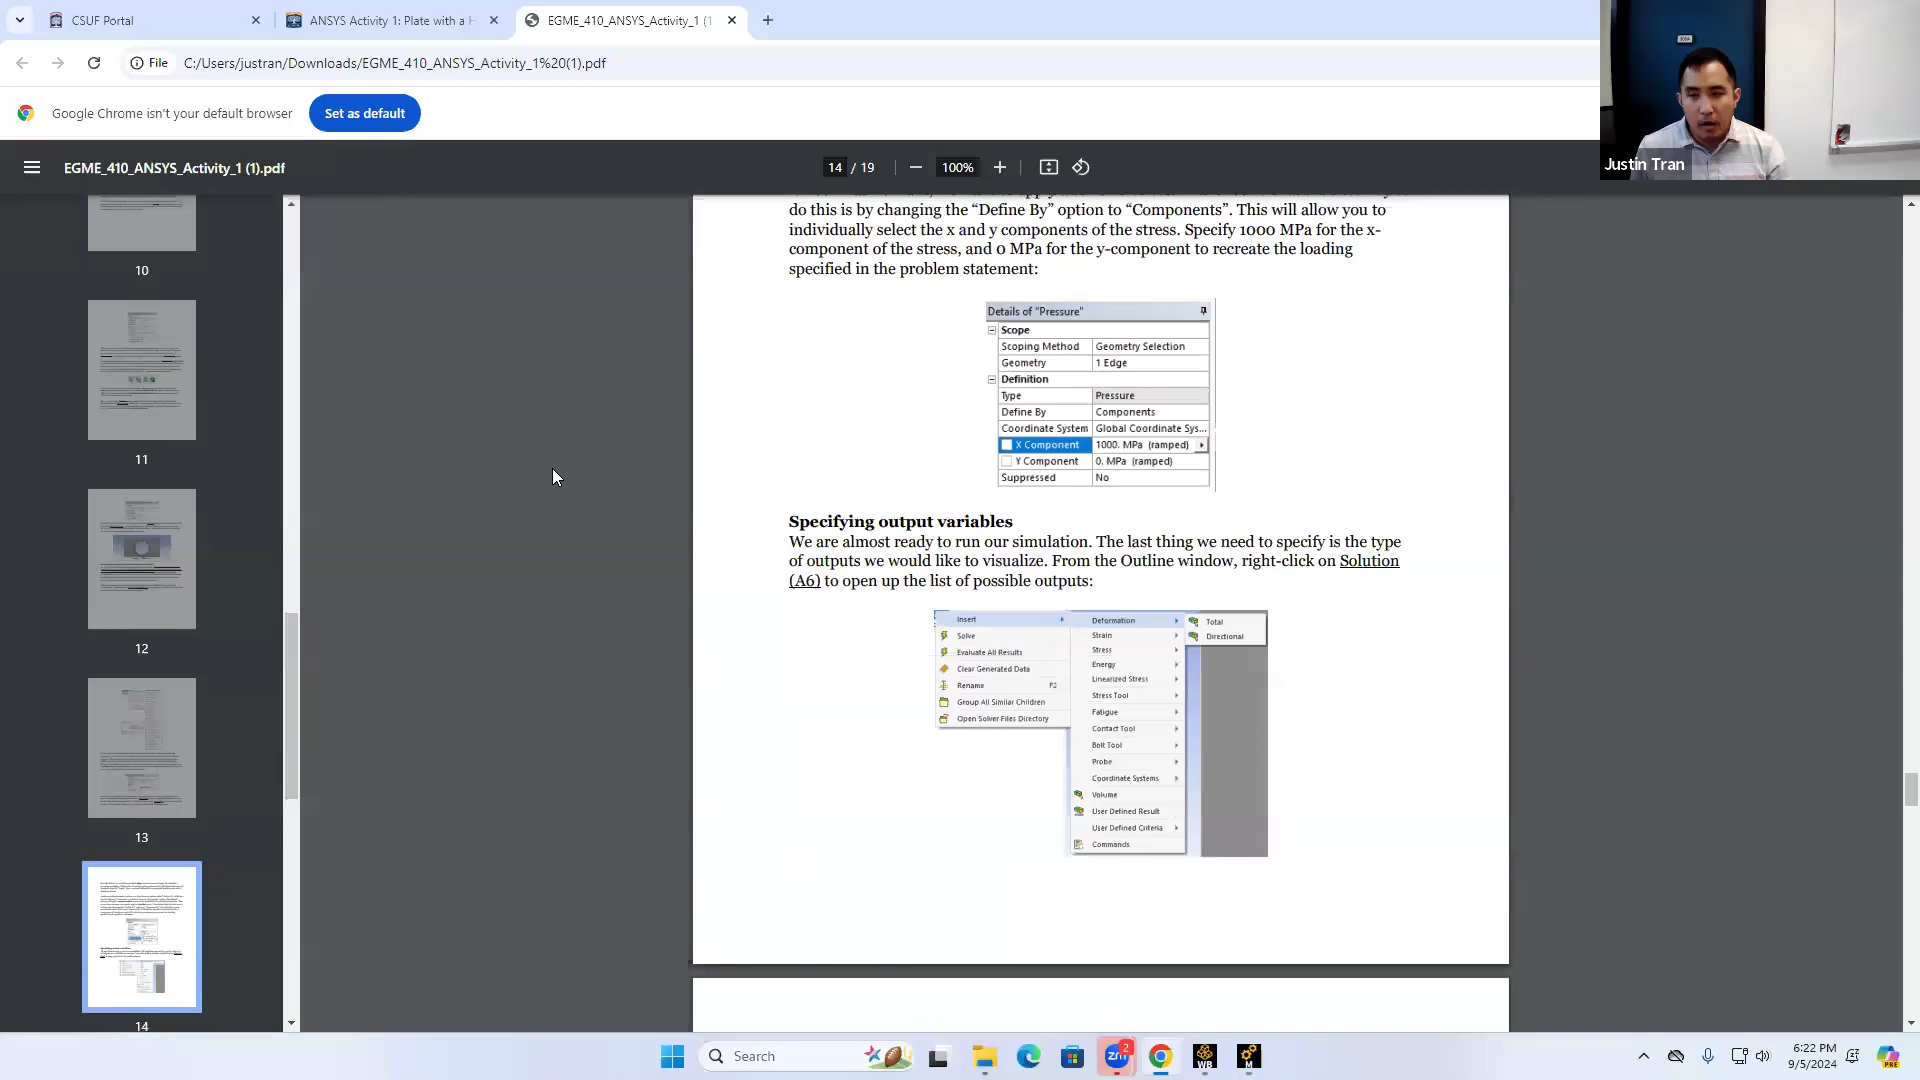 CSUF Portal
ANSYS Activity 1: Plate with a H
EGME_410_ANSYS_Activity_1 (1
File
C:/Users/justran/Downloads/EGME_410_ANSYS_Activity_1%20(1).pdf
Google Chrome isn't your default browser
Set as default
EGME_410_ANSYS_Activity_1 (1).pdf
14 / 19
100%
Justin Tran
10
11
12
13
14
do this is by changing the “Define By” option to “Components”. This will allow you to
individually select the x and y components of the stress. Specify 1000 MPa for the x-
component of the stress, and 0 MPa for the y-component to recreate the loading
specified in the problem statement:
Details of "Pressure"
Scope
Scoping Method Geometry Selection
Geometry 1 Edge
Definition
Type Pressure
Define By Components
Coordinate System Global Coordinate Sys...
X Component 1000. MPa (ramped)
Y Component 0. MPa (ramped)
Suppressed No
Specifying output variables
We are almost ready to run our simulation. The last thing we need to specify is the type
of outputs we would like to visualize. From the Outline window, right-click on Solution
(A6) to open up the list of possible outputs:
Insert
Solve
Evaluate All Results
Clear Generated Data
Rename F2
Group All Similar Children
Open Solver Files Directory
Deformation
Strain
Stress
Energy
Linearized Stress
Stress Tool
Fatigue
Contact Tool
Bolt Tool
Probe
Coordinate Systems
Volume
User Defined Result
User Defined Criteria
Commands
Total
Directional
Search
zm
2
WB
M
6:22 PM
9/5/2024
PRE